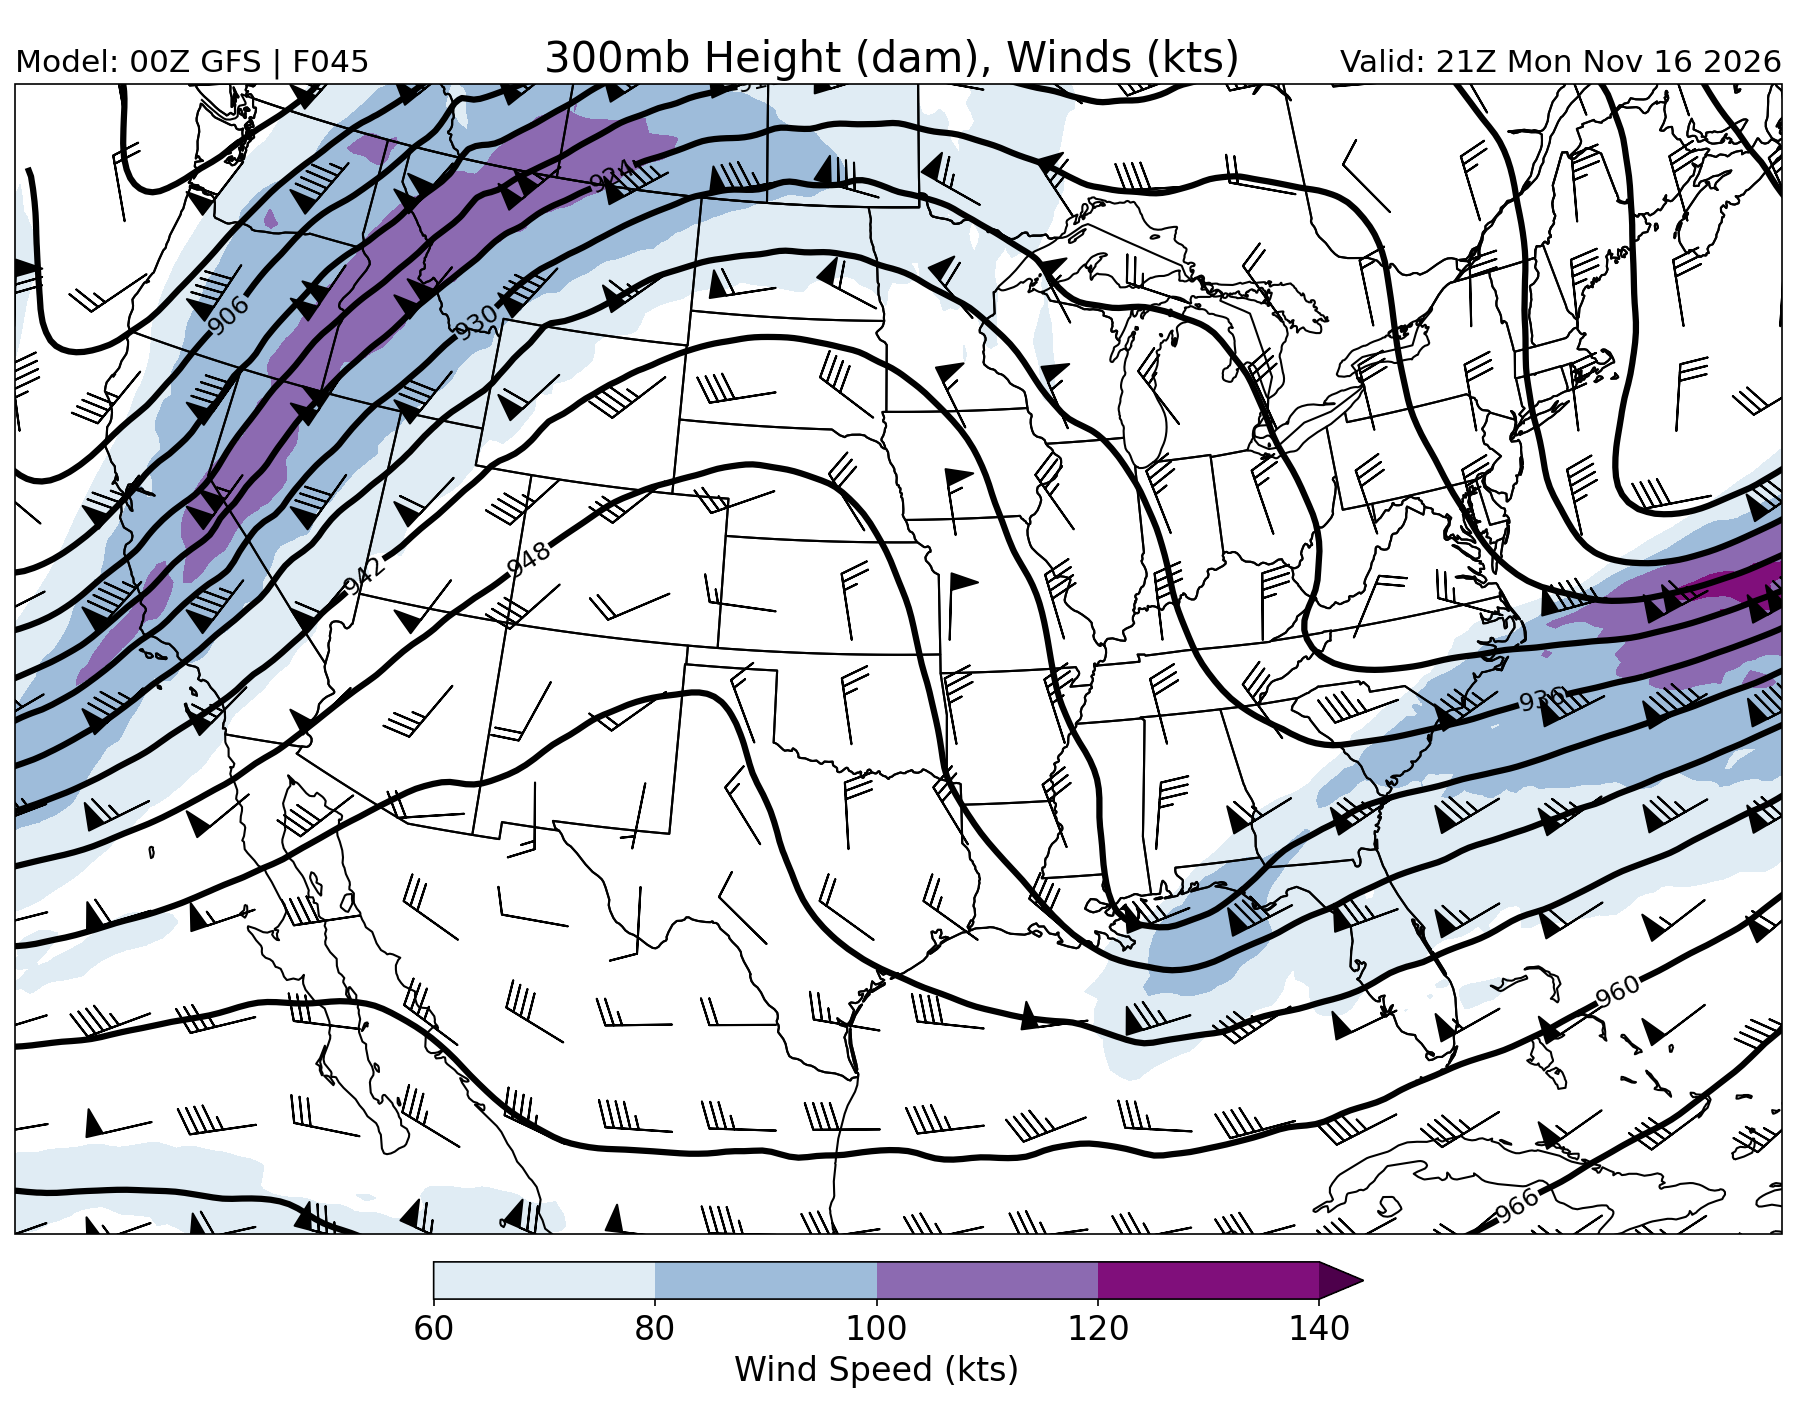 Model: 00Z GFS | F045
300mb Height (dam), Winds (kts)
Valid: 21Z Mon Nov 16 2026
924
906
930
942
948
936
960
966
60 80 100 120 140
Wind Speed (kts)